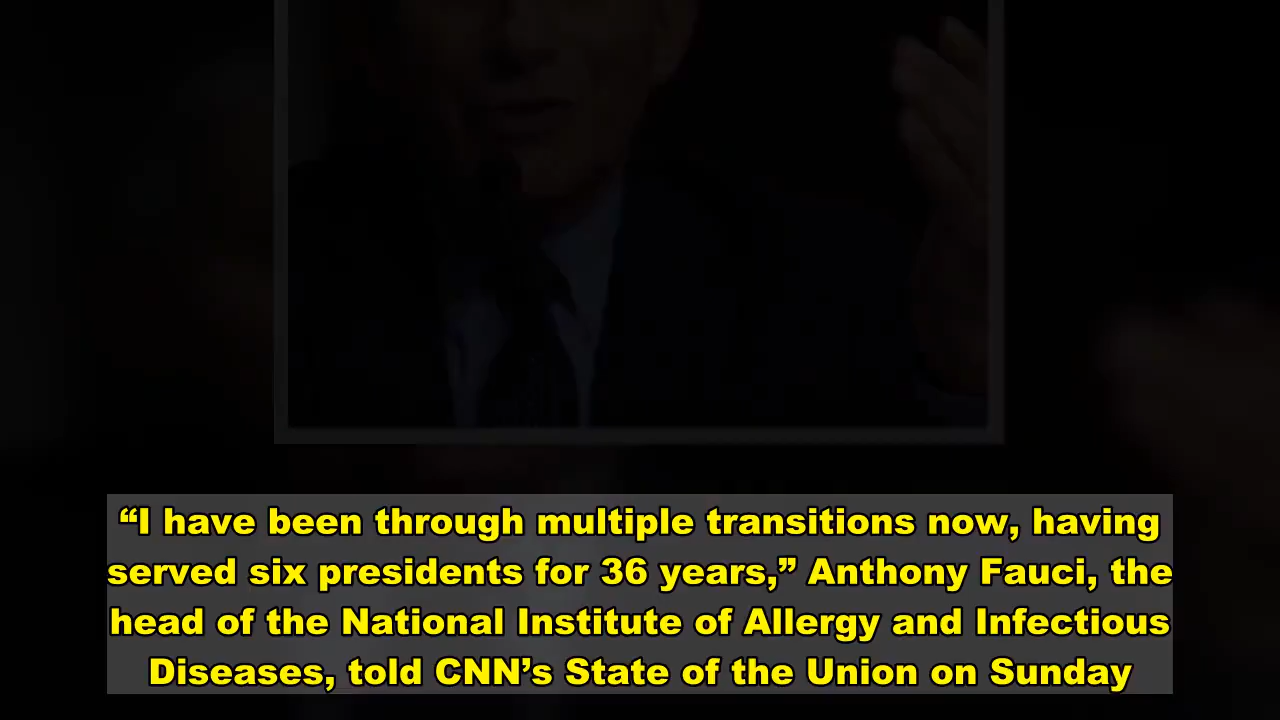 “I have been through multiple transitions now, having
served six presidents for 36 years,” Anthony Fauci, the
head of the National Institute of Allergy and Infectious
Diseases, told CNN’s State of the Union on Sunday